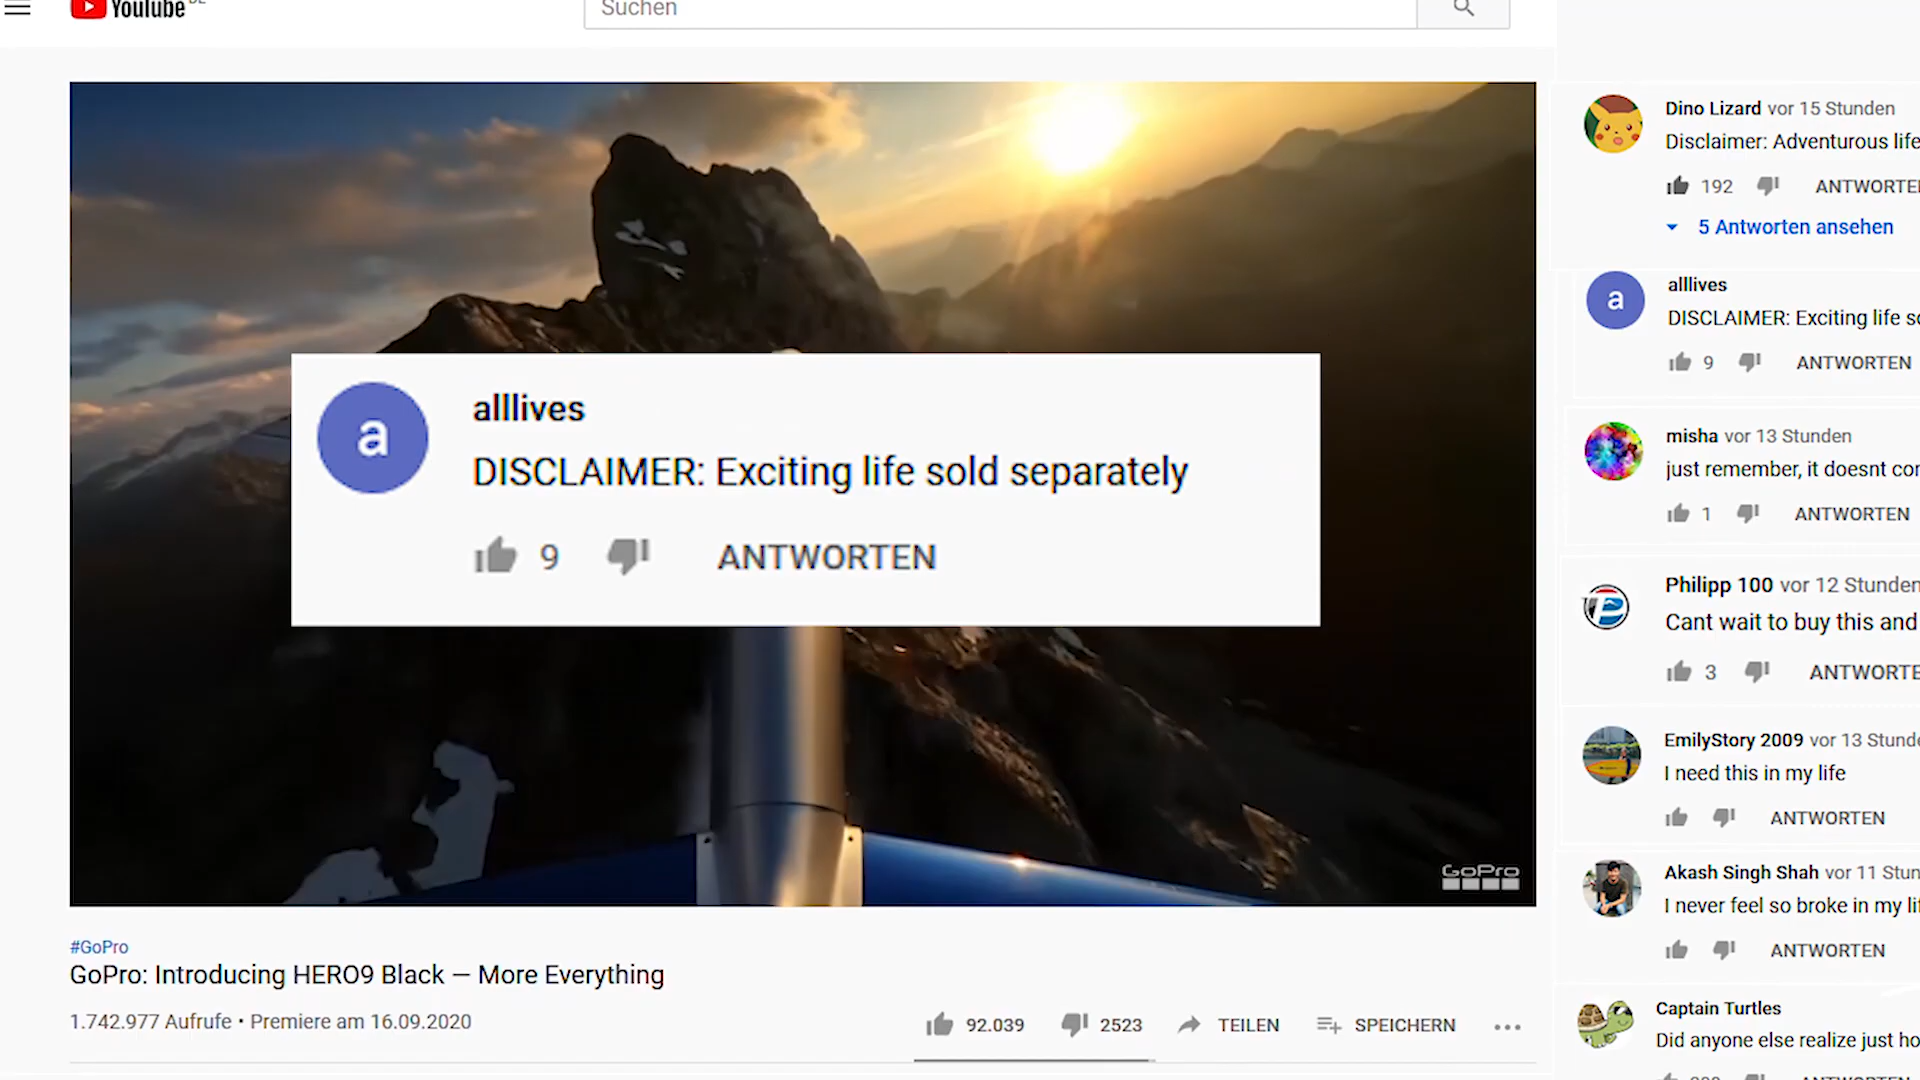 YouTube DE
Suchen
alllives
DISCLAIMER: Exciting life sold separately
9 ANTWORTEN
GoPro
#GoPro
GoPro: Introducing HERO9 Black — More Everything
1.742.977 Aufrufe • Premiere am 16.09.2020
92.039 2523 TEILEN SPEICHERN
Dino Lizard vor 15 Stunden
Disclaimer: Adventurous life
192 ANTWORTE
5 Antworten ansehen
alllives
DISCLAIMER: Exciting life
9 ANTWORTEN
misha vor 13 Stunden
just remember, it doesnt
1 ANTWORTEN
Philipp 100 vor 12 Stunden
Cant wait to buy this and
3 ANTWORTE
EmilyStory 2009 vor 13 Stunde
I need this in my life
ANTWORTEN
Akash Singh Shah vor 11 Stun
I never feel so broke in my
ANTWORTEN
Captain Turtles
Did anyone else realize just